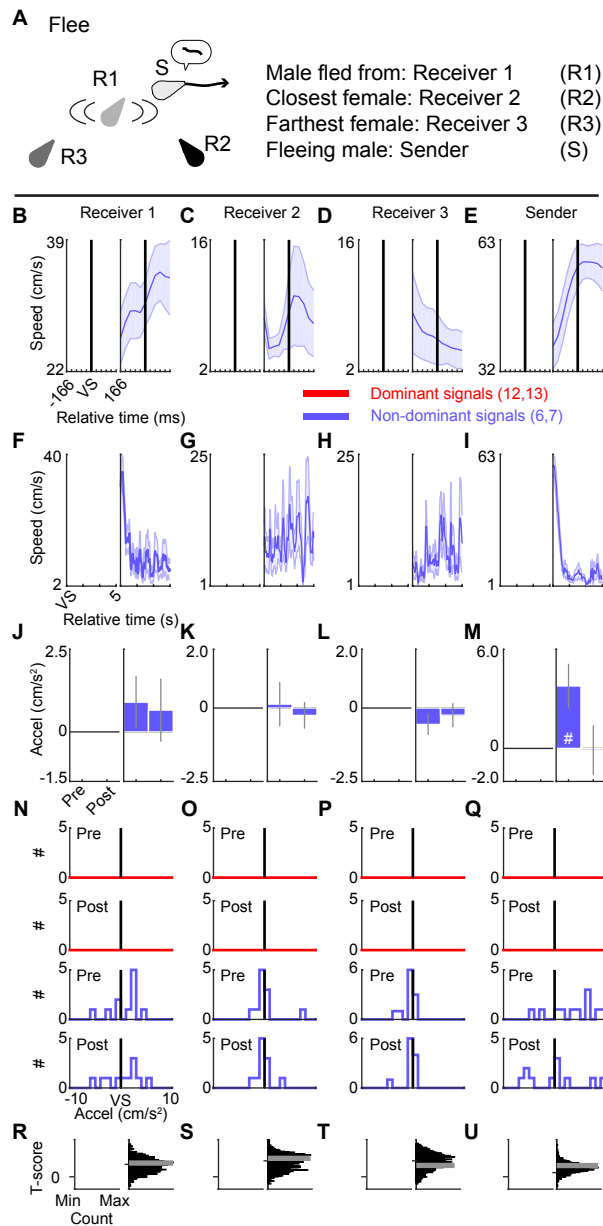 A Flee
S
R1
R3
R2
Male fled from: Receiver 1 (R1)
Closest female: Receiver 2 (R2)
Farthest female: Receiver 3 (R3)
Fleeing male: Sender (S)
B Receiver 1 C Receiver 2 D Receiver 3 E Sender
39 16 16 63
Speed (cm/s)
22 2 2 32
-166 VS 166
Relative time (ms)
Dominant signals (12,13)
Non-dominant signals (6,7)
F G H I
40 25 25 63
Speed (cm/s)
2 1 1 1
VS 5
Relative time (s)
J K L M
2.5 2.0 2.0 6.0
Accel (cm/s²)
0 0 0 0
-1.5 -2.5 -2.5 -2.0
#
Pre Post
N O P Q
5 Pre 5 Pre 5 Pre 5 Pre
#
0 0 0 0
5 Post 5 Post 5 Post 5 Post
#
0 0 0 0
5 Pre 5 Pre 6 Pre 5 Pre
#
0 0 0 0
5 Post 5 Post 6 Post 5 Post
#
0 0 0 0
-10 VS 10
Accel (cm/s²)
R S T U
T-score
0
Min Max
Count